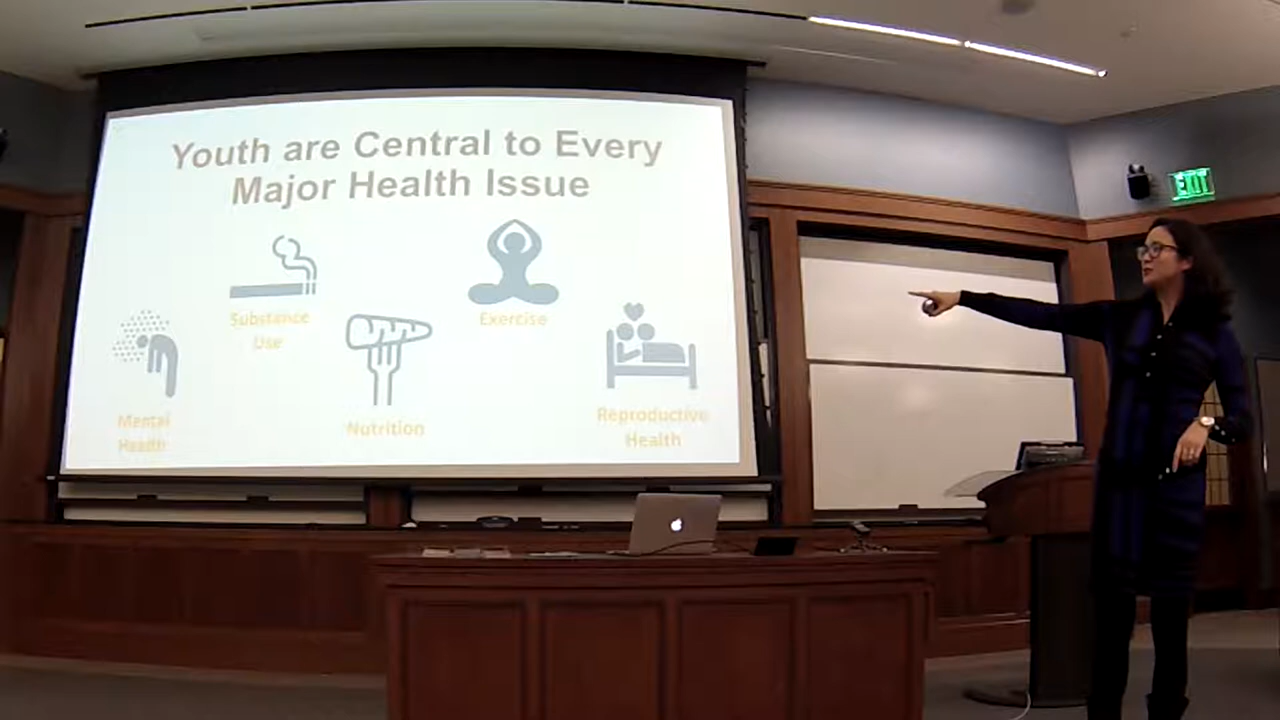 Youth are Central to Every
Major Health Issue
Substance
Use
Exercise
Mental
Health
Nutrition
Reproductive
Health
EXIT